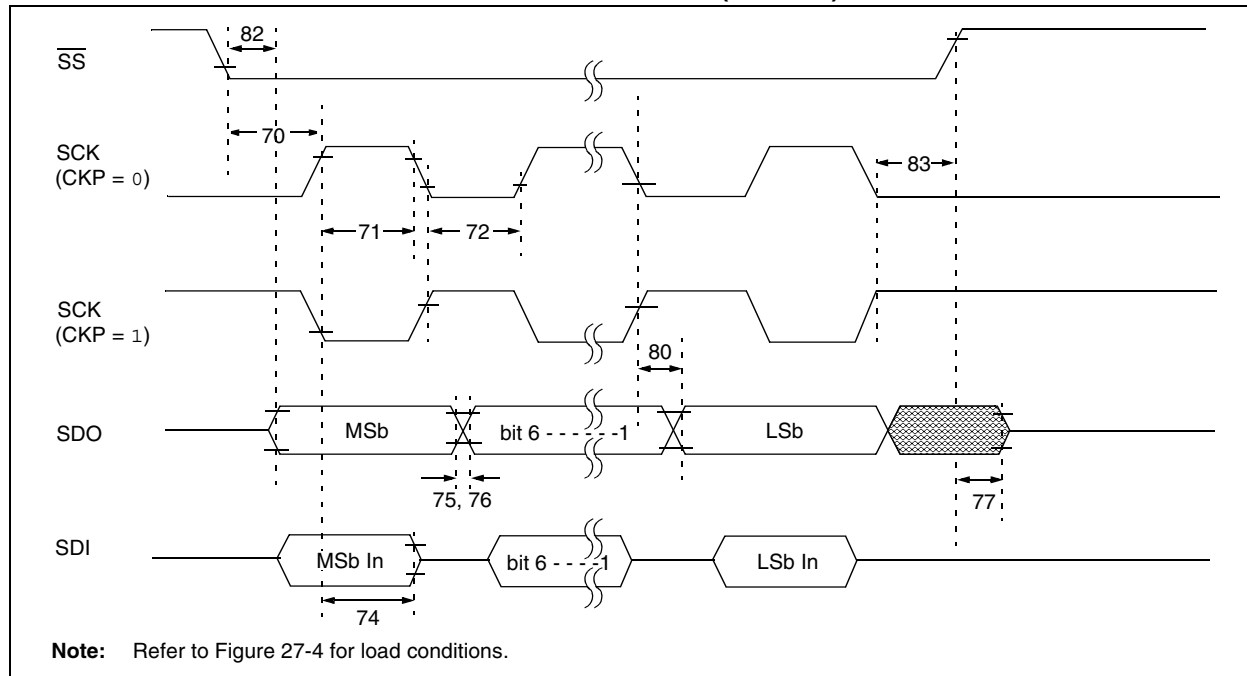 82
SS
70
SCK
(CKP = 0)
83
71
72
SCK
(CKP = 1)
80
SDO
MSb
bit 6 - - - - - -1
LSb
75, 76
77
SDI
MSb In
bit 6 - - - -1
LSb In
74
Note: Refer to Figure 27-4 for load conditions.